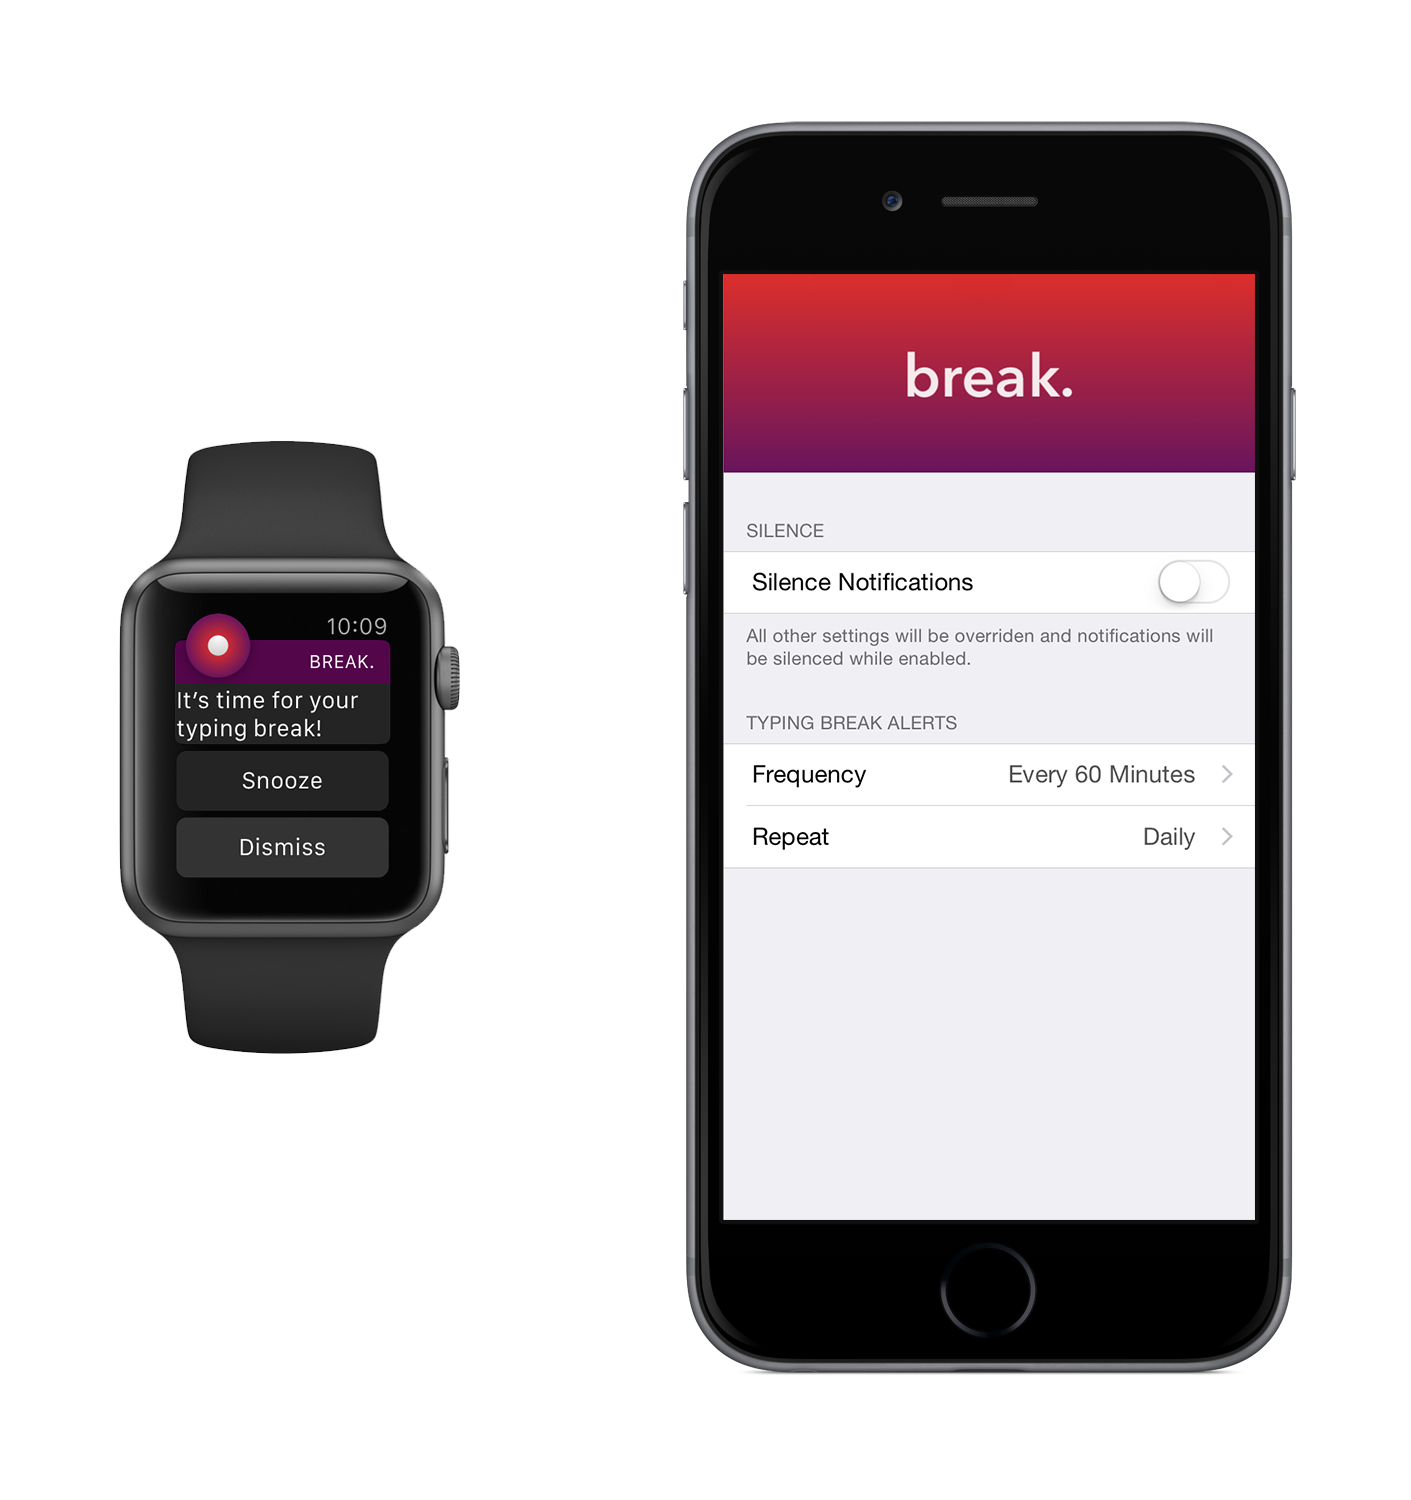 10:09
BREAK.
It's time for your
typing break!
Snooze
Dismiss
break.
SILENCE
Silence Notifications
All other settings will be overriden and notifications will
be silenced while enabled.
TYPING BREAK ALERTS
Frequency Every 60 Minutes
Repeat Daily